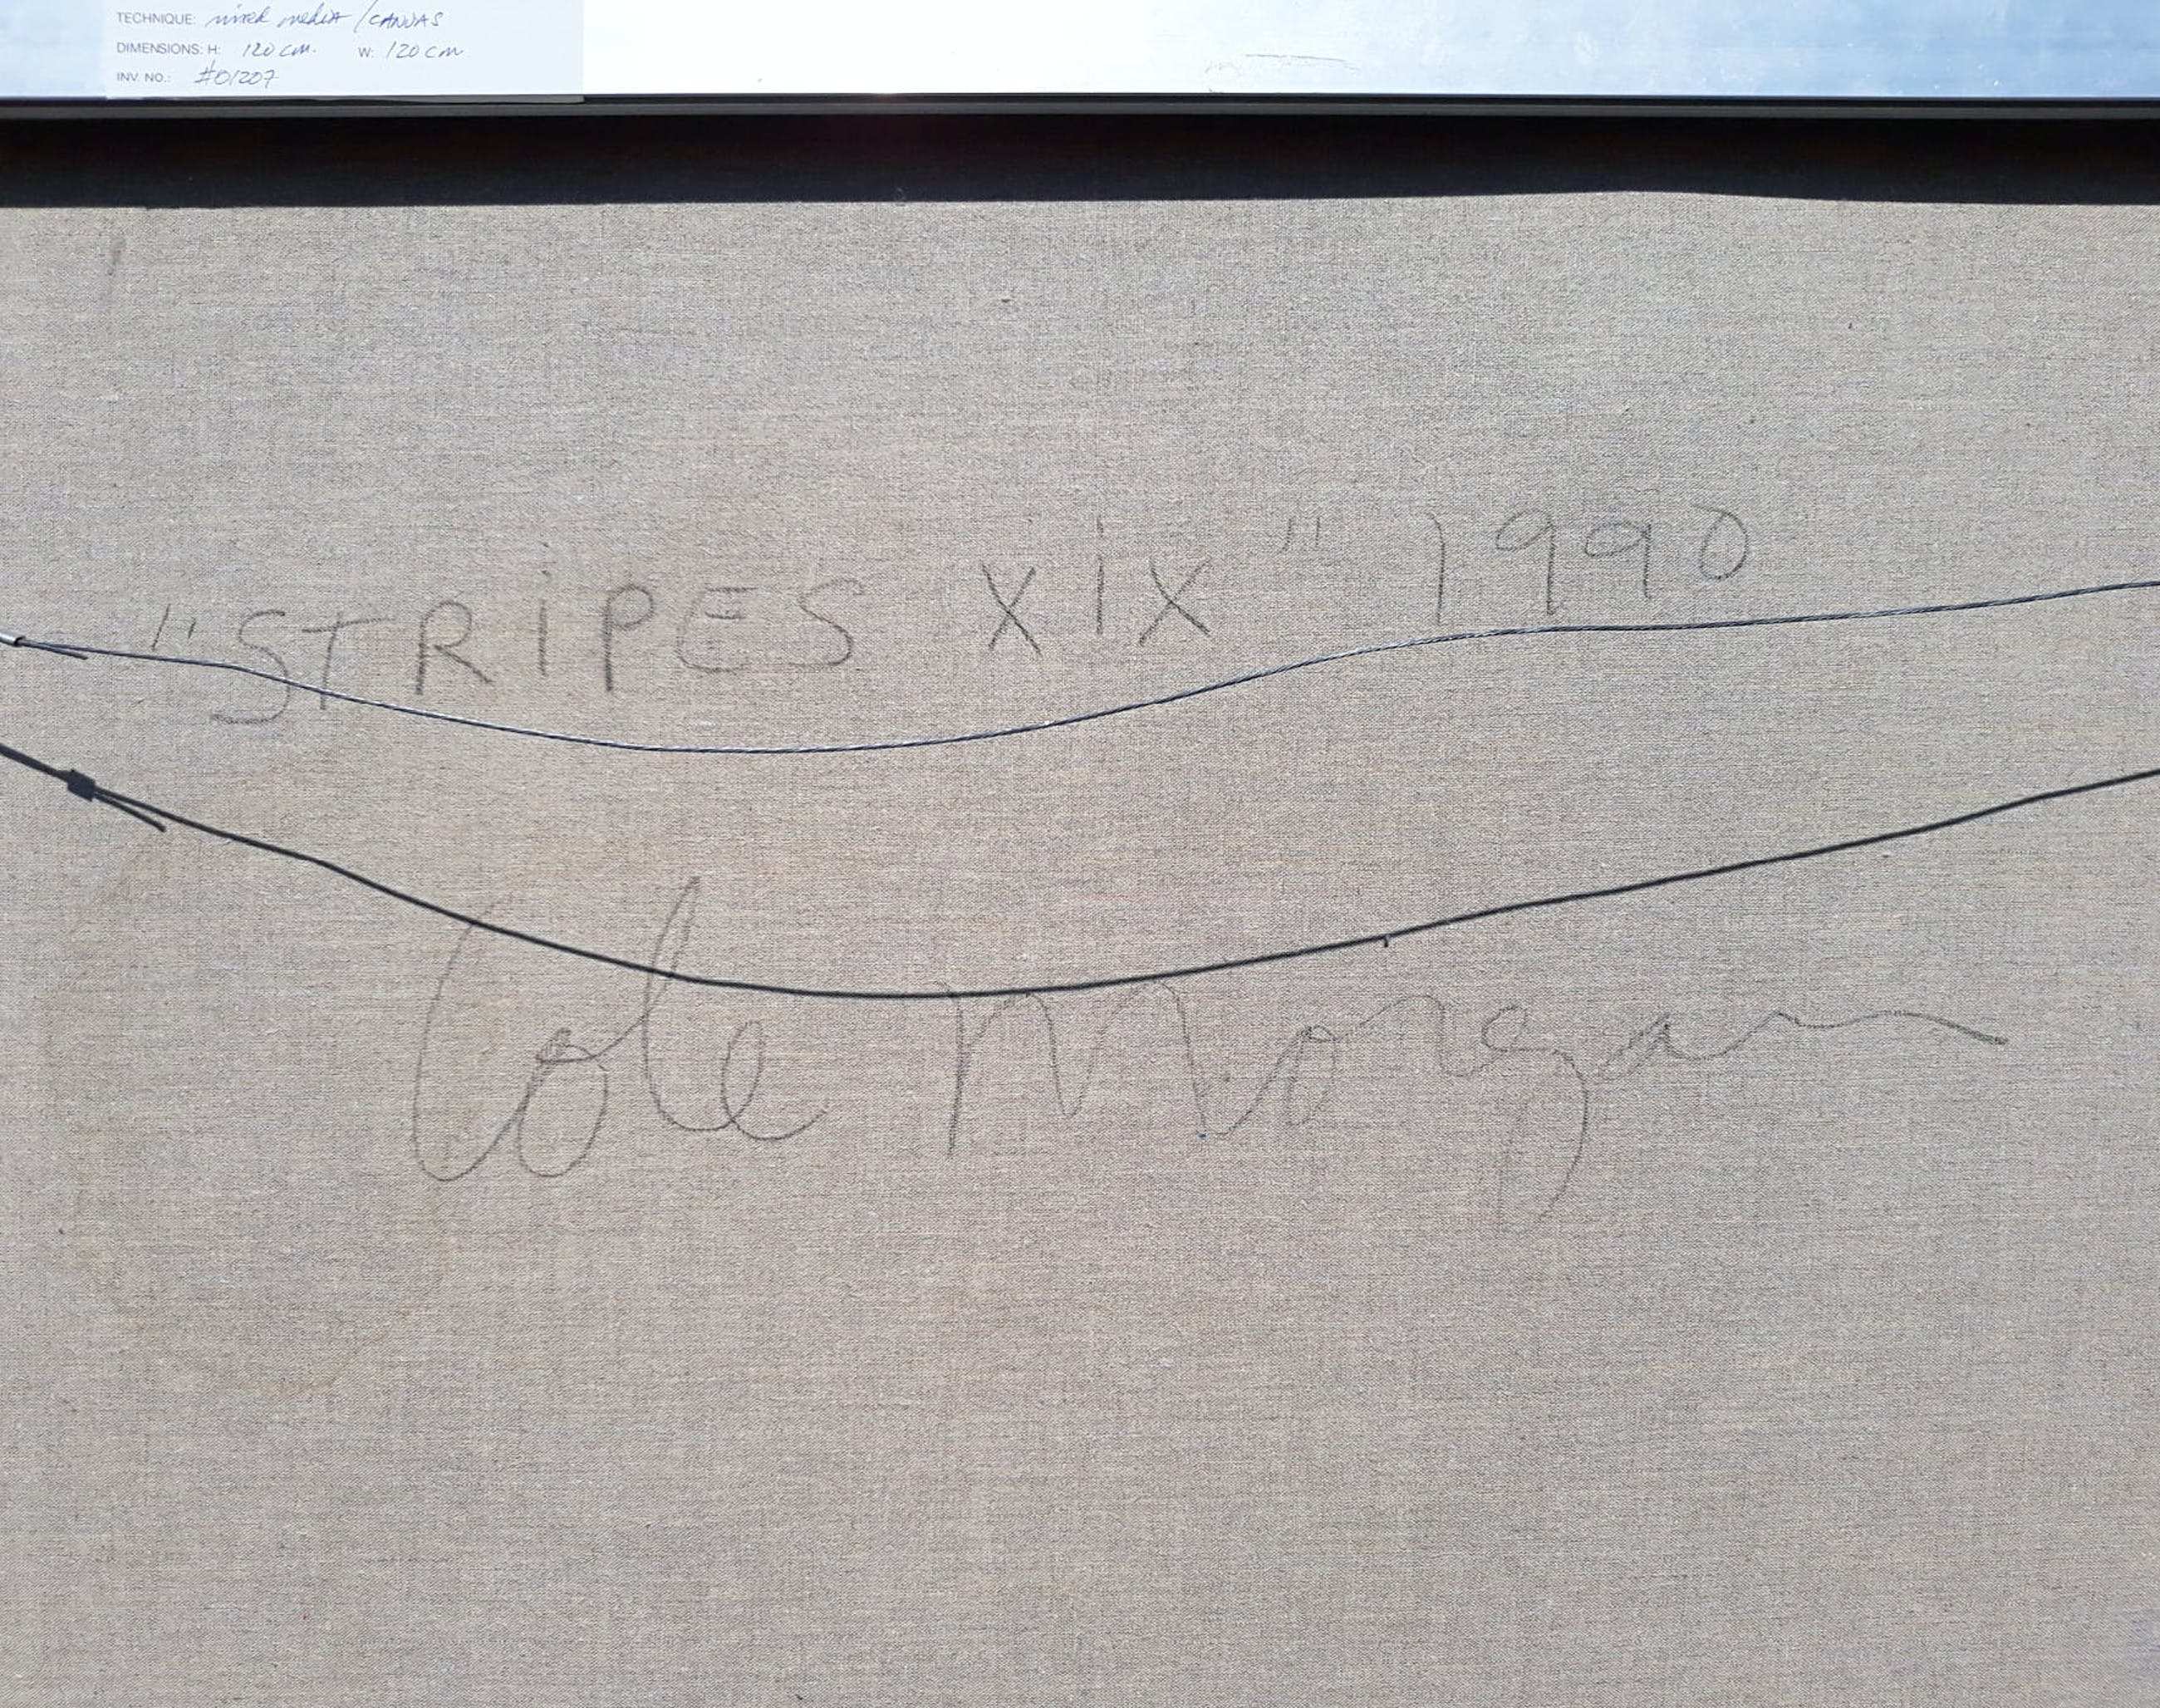 TECHNIQUE: mixed media / CANVAS
DIMENSIONS: H: 120 cm. W: 120 cm
INV. NO.: #01207
"STRiPES XiX" 1990
Cole Morgan